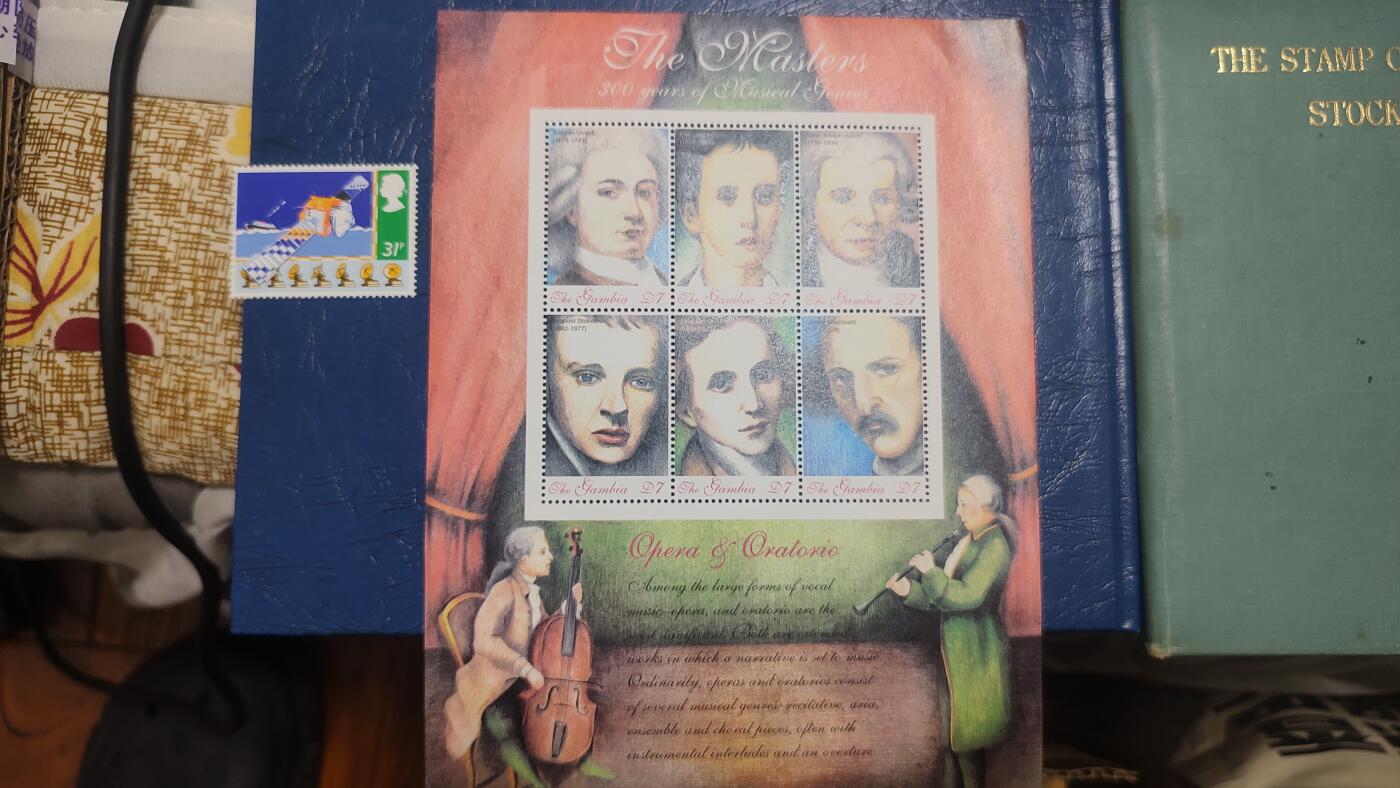 The Masters
300 years of Musical Genius
THE STAMP
STOCK
31P
Antonio Vivaldi
The Gambia D7
The Gambia D7
The Gambia D7
(1882-1977)
The Gambia D7
The Gambia D7
The Gambia D7
Opera & Oratorio
Among the large forms of vocal
music-opera, and oratorio are the
most significant. Both are
works in which a narrative is set to music.
Ordinarily, operas and oratorios consist
of several musical genres: recitative, aria,
ensemble and choral pieces, often with
instrumental interludes and an overture.